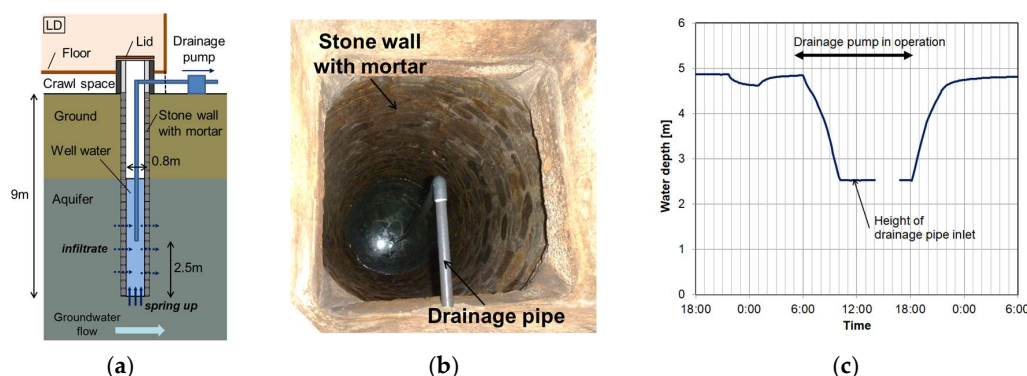 LD
Lid
Drainage
pump
Floor
Crawl space
Ground
Stone wall
with mortar
Well water
0.8m
9m
Aquifer
infiltrate
2.5m
spring up
Groundwater
flow
(a)
Stone wall
with mortar
Drainage pipe
(b)
6
Drainage pump in operation
5
4
3
2
1
0
Water depth [m]
Height of
drainage pipe inlet
18:00 0:00 6:00 12:00 18:00 0:00 6:00
Time
(c)